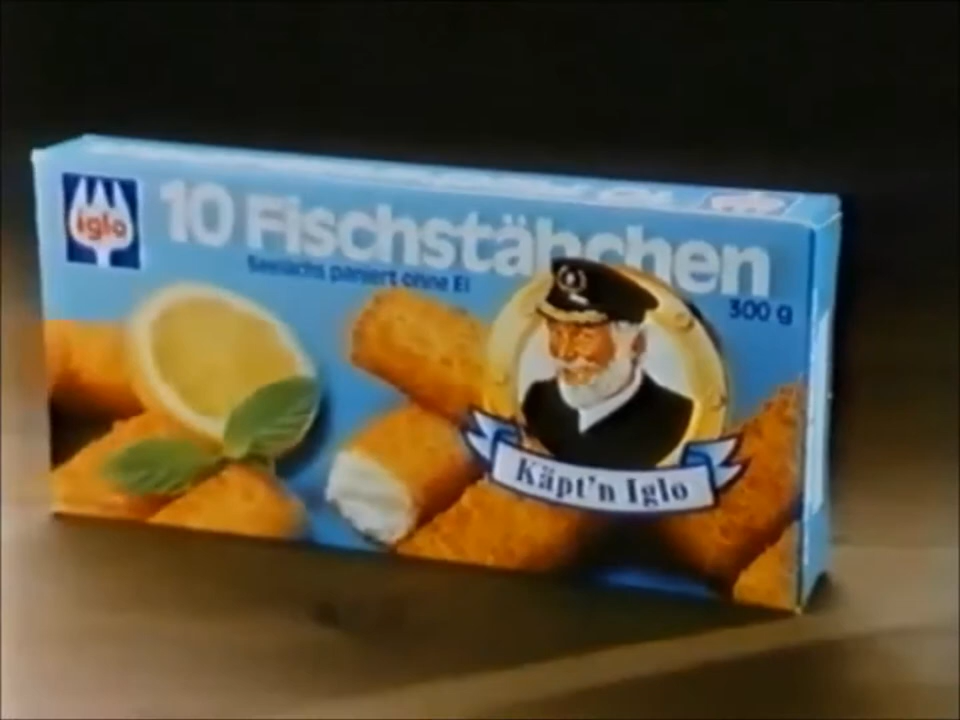 iglo
10 Fischstäbchen
Seelachs paniert ohne Ei
300 g
Käpt'n Iglo